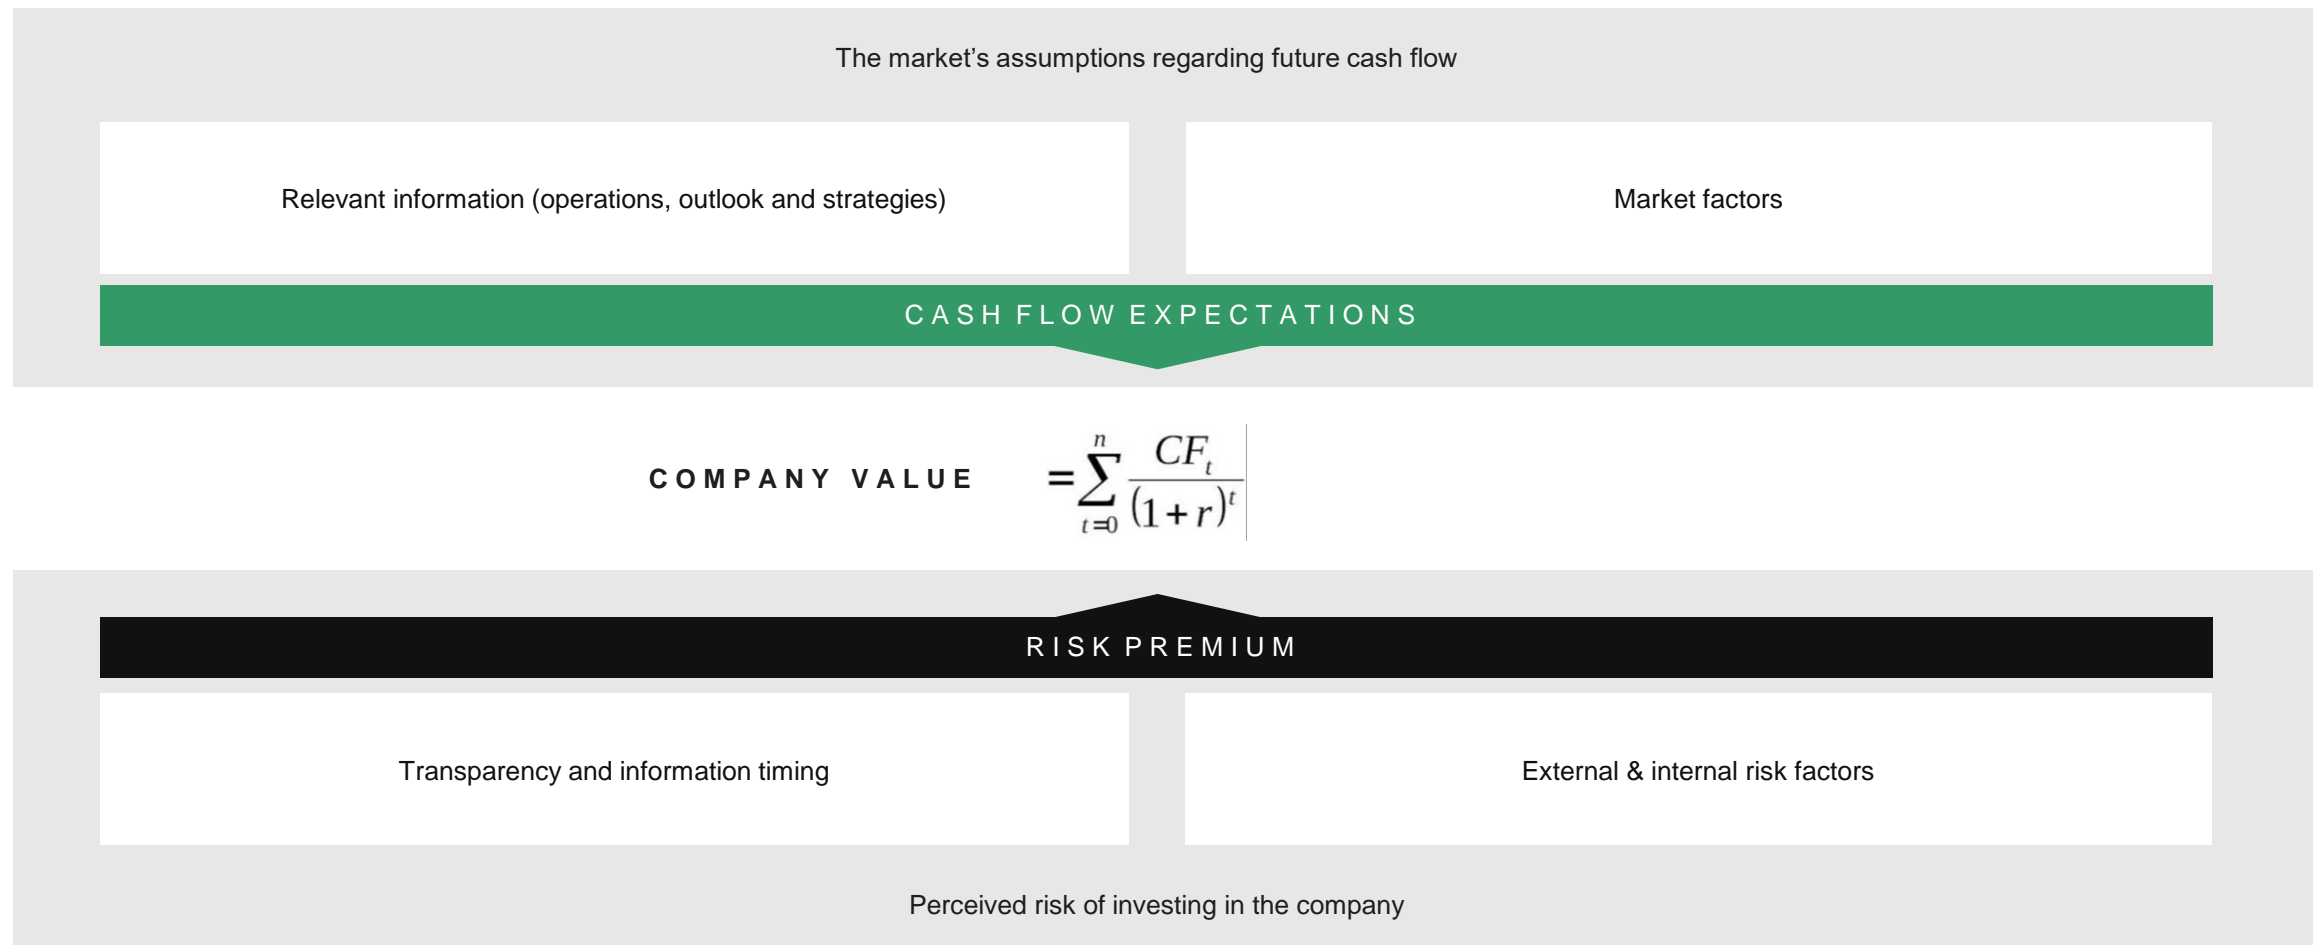 The market’s assumptions regarding future cash flow
Relevant information (operations, outlook and strategies)
Market factors
CASH FLOW EXPECTATIONS
COMPANY VALUE = ∑_{t=0}^{n} CF_t / (1 + r)^t
RISK PREMIUM
Transparency and information timing
External & internal risk factors
Perceived risk of investing in the company